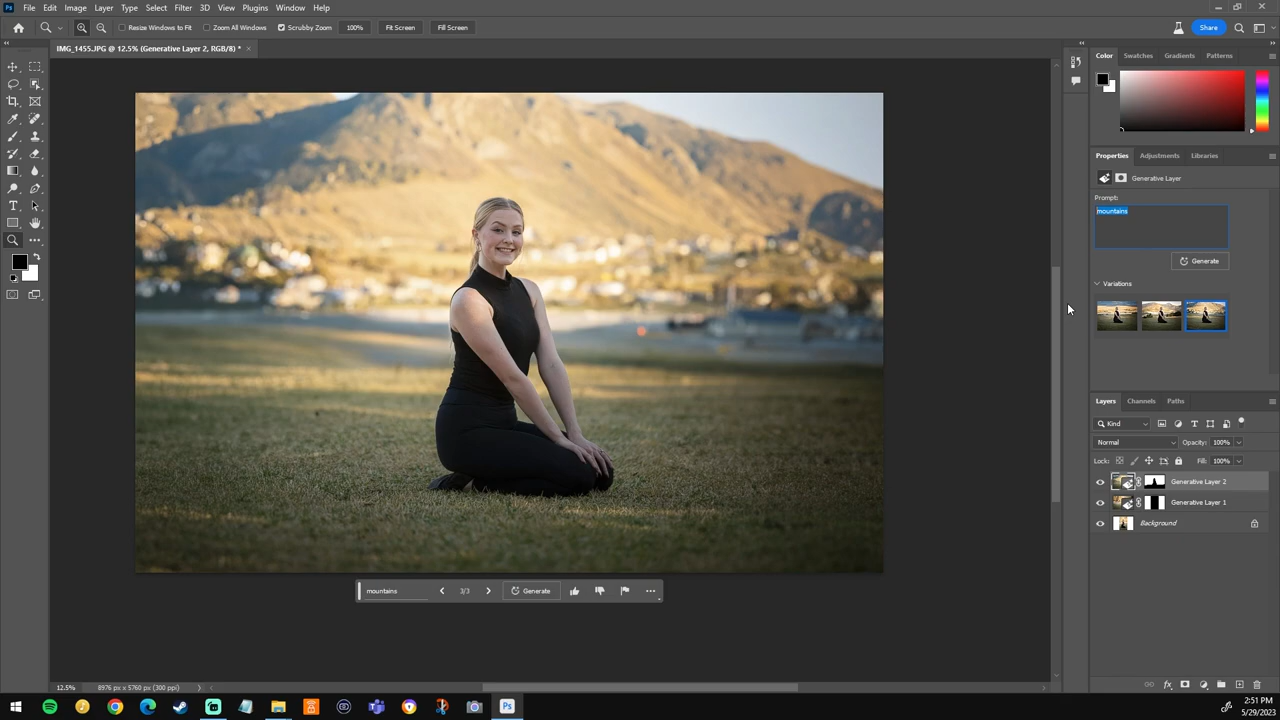 Ps File Edit Image Layer Type Select Filter 3D View Plugins Window Help
Resize Windows to Fit Zoom All Windows Scrubby Zoom 100% Fit Screen Fill Screen Share
IMG_1455.JPG @ 12.5% (Generative Layer 2, RGB/8) * ×
Color Swatches Gradients Patterns
Properties Adjustments Libraries
Generative Layer
Prompt:
mountains
Generate
Variations
mountains 3/3 Generate
Layers Channels Paths
Kind
Normal Opacity: 100%
Lock: Fill: 100%
Generative Layer 2
Generative Layer 1
Background
fx
12.5% 8976 px x 5760 px (300 ppi)
Ps
2:51 PM
5/29/2023